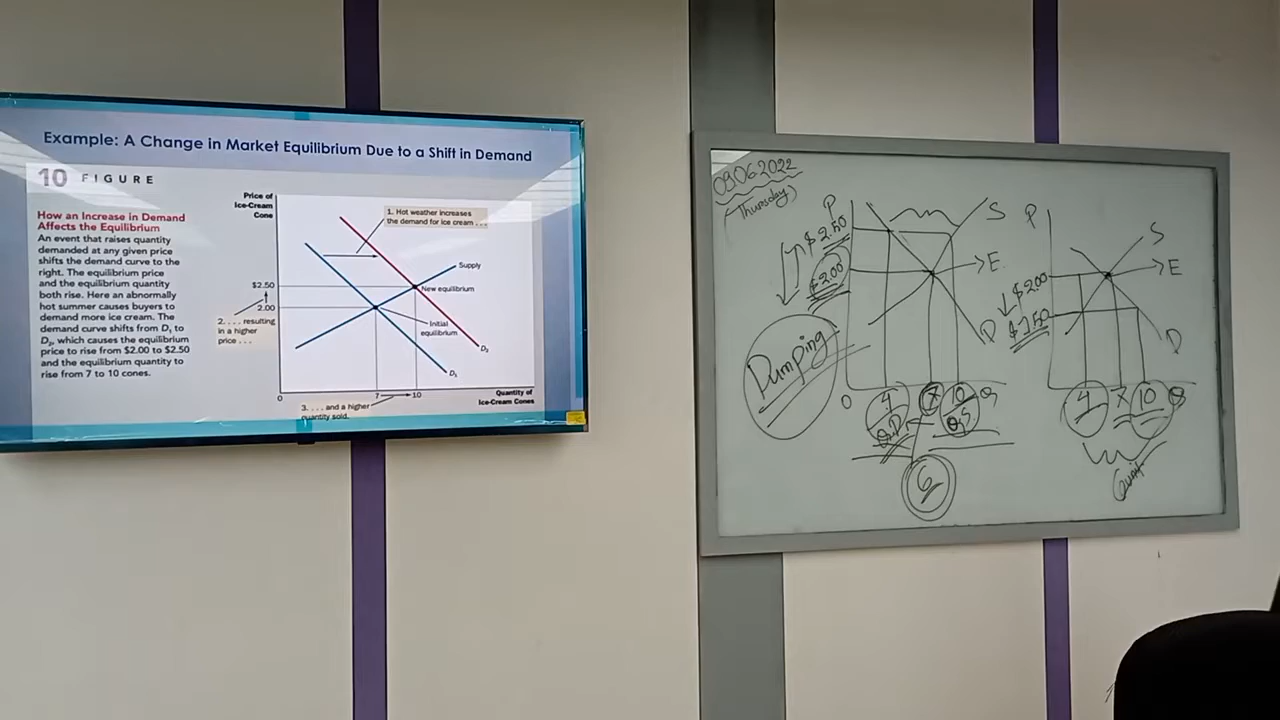 Example: A Change in Market Equilibrium Due to a Shift in Demand
10 FIGURE
How an Increase in Demand
Affects the Equilibrium
An event that raises quantity
demanded at any given price
shifts the demand curve to the
right. The equilibrium price
and the equilibrium quantity
both rise. Here an abnormally
hot summer causes buyers to
demand more ice cream. The
demand curve shifts from D₁ to
D₂, which causes the equilibrium
price to rise from $2.00 to $2.50
and the equilibrium quantity to
rise from 7 to 10 cones.
Price of
Ice-Cream
Cone
1. Hot weather increases
the demand for ice cream . . .
Supply
$2.50
New equilibrium
2.00
Initial
equilibrium
2. . . . resulting
in a higher
price . . .
D₂
D₁
0
7
10
Quantity of
Ice-Cream Cones
3. . . . and a higher
quantity sold.
09.06.2022
(Thursday)
P
$2.50
$2.00
S
E
D
Dumping
0
4
7
10
Q
QD
QS
6
P
S
E
$2.00
$1.50
D
4
7
10
Q